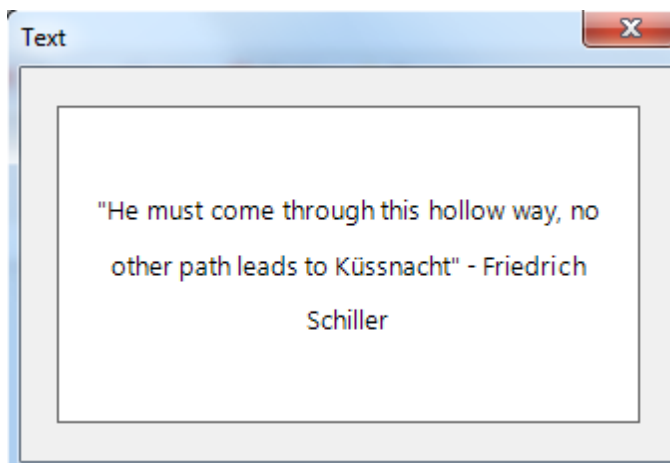 Text
"He must come through this hollow way, no
other path leads to Küssnacht" - Friedrich
Schiller